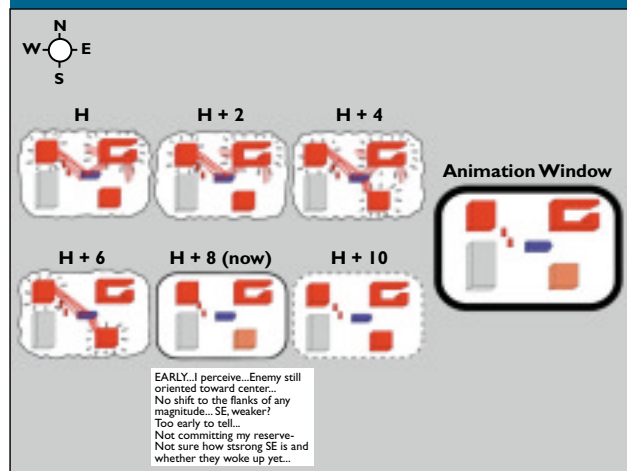 N
W E
S
H
H + 2
H + 4
Animation Window
H + 6
H + 8 (now)
H + 10
EARLY...I perceive...Enemy still
oriented toward center...
No shift to the flanks of any
magnitude... SE, weaker?
Too early to tell...
Not committing my reserve-
Not sure how stsrong SE is and
whether they woke up yet...